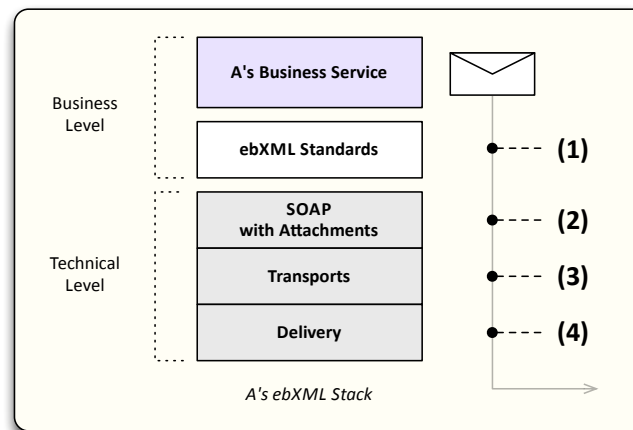 A's Business Service
Business
Level
ebXML Standards
(1)
SOAP
with Attachments
(2)
Technical
Level
Transports
(3)
Delivery
(4)
A's ebXML Stack